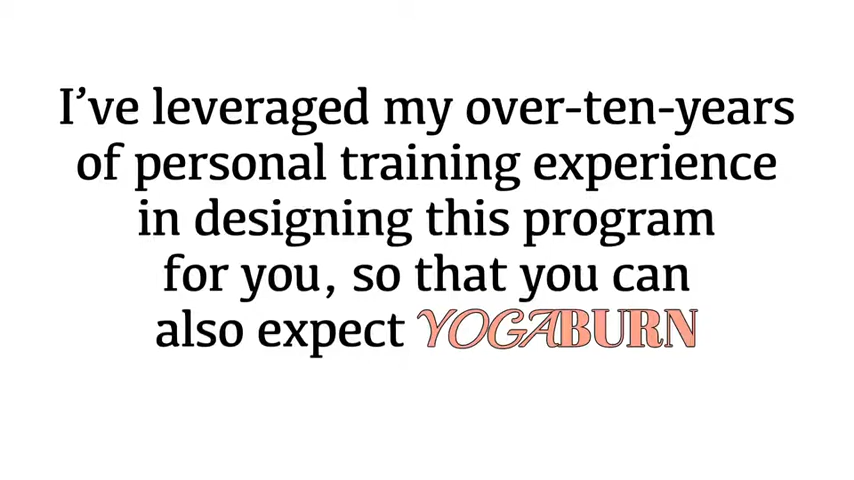 I’ve leveraged my over-ten-years
of personal training experience
in designing this program
for you, so that you can
also expect YOGABURN